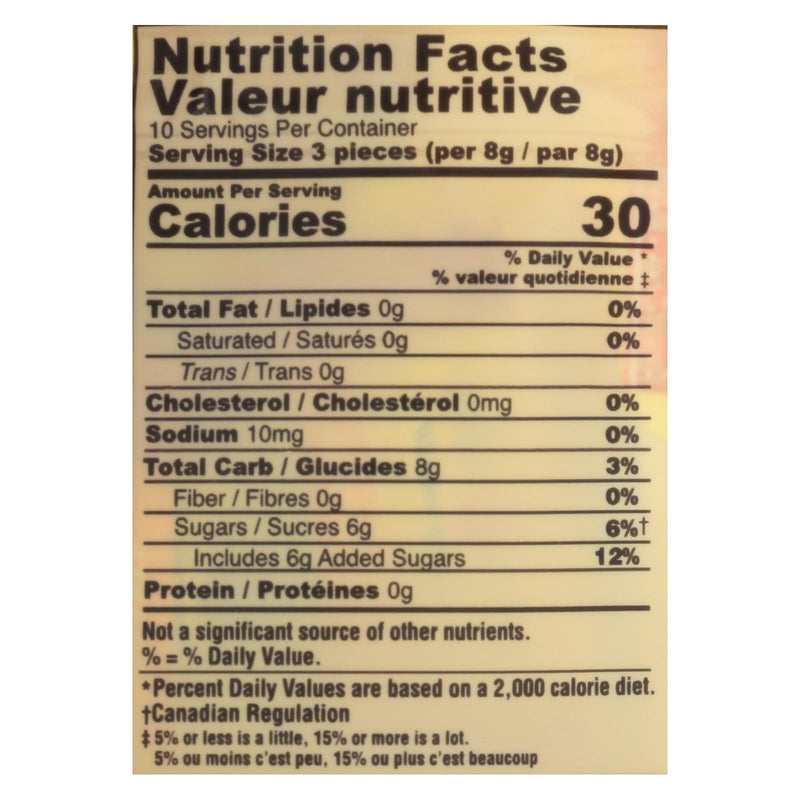 Nutrition Facts
Valeur nutritive
10 Servings Per Container
Serving Size 3 pieces (per 8g / par 8g)
Amount Per Serving
Calories 30
% Daily Value *
% valeur quotidienne ‡
Total Fat / Lipides 0g 0%
Saturated / Saturés 0g 0%
Trans / Trans 0g
Cholesterol / Cholestérol 0mg 0%
Sodium 10mg 0%
Total Carb / Glucides 8g 3%
Fiber / Fibres 0g 0%
Sugars / Sucres 6g 6%†
Includes 6g Added Sugars 12%
Protein / Protéines 0g
Not a significant source of other nutrients.
% = % Daily Value.
*Percent Daily Values are based on a 2,000 calorie diet.
†Canadian Regulation
‡ 5% or less is a little, 15% or more is a lot.
5% ou moins c'est peu, 15% ou plus c'est beaucoup